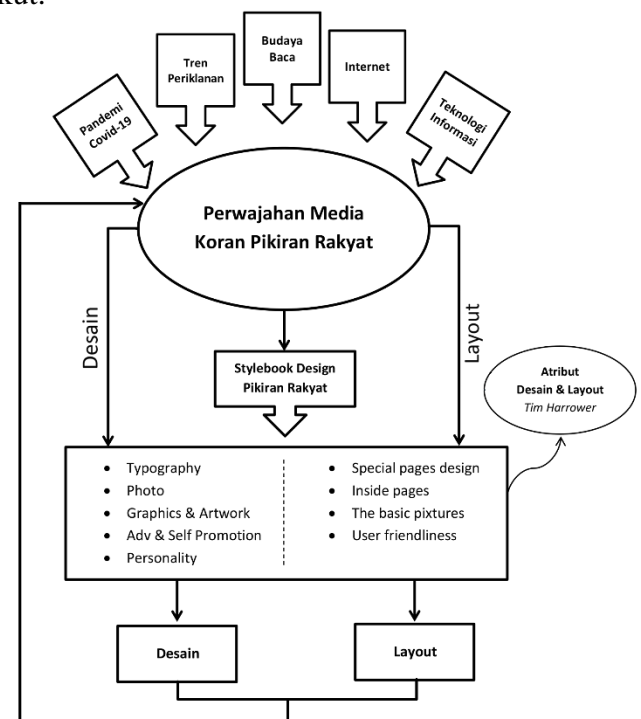 kut.
Pandemi
Covid-19
Tren
Periklanan
Budaya
Baca
Internet
Teknologi
Informasi
Perwajahan Media
Koran Pikiran Rakyat
Desain
Layout
Stylebook Design
Pikiran Rakyat
Atribut
Desain & Layout
Tim Harrower
• Typography
• Photo
• Graphics & Artwork
• Adv & Self Promotion
• Personality
• Special pages design
• Inside pages
• The basic pixtures
• User friendliness
Desain
Layout